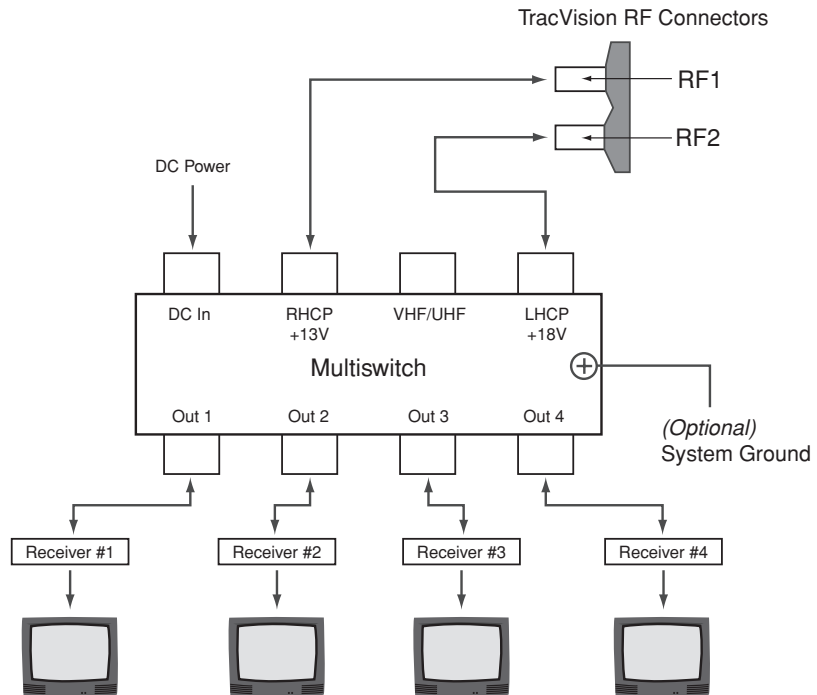 TracVision RF Connectors
RF1
RF2
DC Power
DC In
RHCP
+13V
VHF/UHF
LHCP
+18V
Multiswitch
Out 1
Out 2
Out 3
Out 4
(Optional)
System Ground
Receiver #1
Receiver #2
Receiver #3
Receiver #4